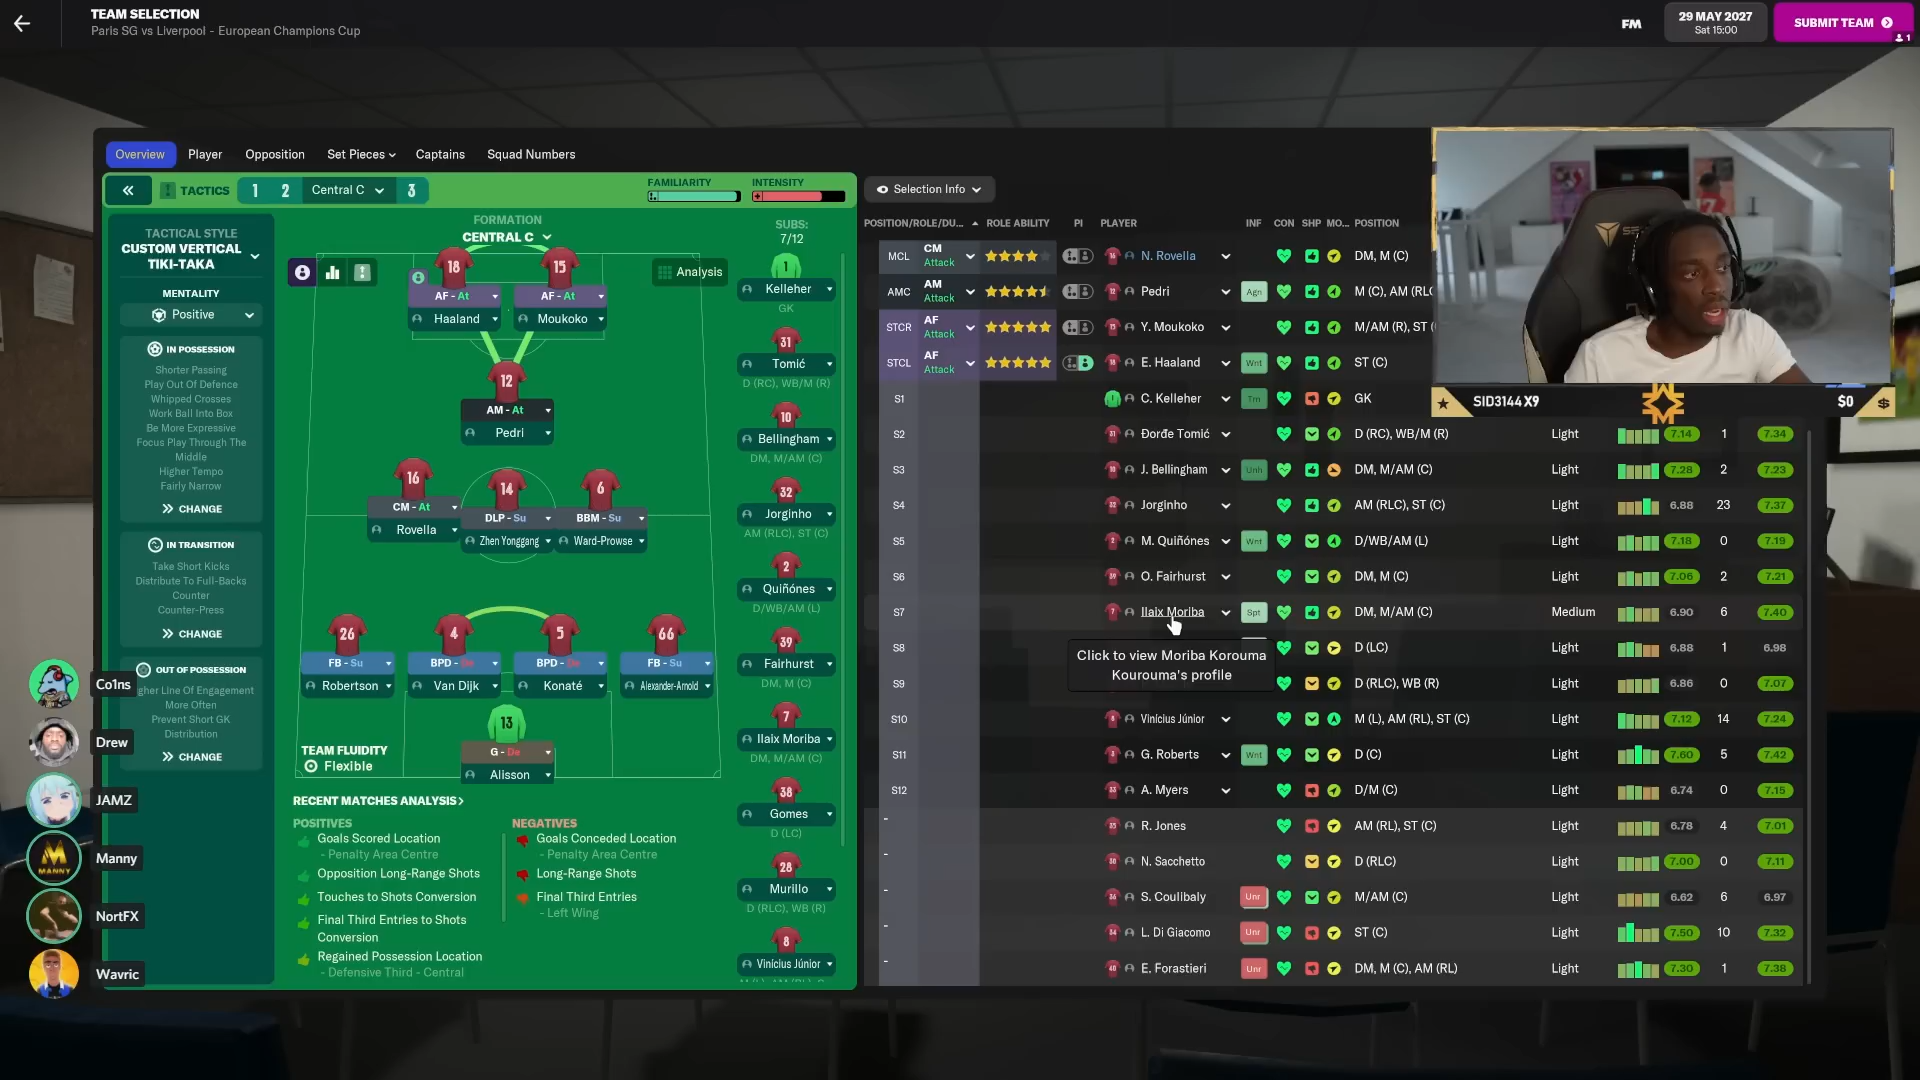 TEAM SELECTION
Paris SG vs Liverpool - European Champions Cup
FM
29 MAY 2027
Sat 15:00
SUBMIT TEAM
1
Overview
Player
Opposition
Set Pieces
Captains
Squad Numbers
TACTICS
1
2
Central C
3
FAMILIARITY
INTENSITY
TACTICAL STYLE
CUSTOM VERTICAL
TIKI-TAKA
MENTALITY
Positive
IN POSSESSION
Shorter Passing
Play Out Of Defence
Whipped Crosses
Work Ball Into Box
Be More Expressive
Focus Play Through The
Middle
Higher Tempo
Fairly Narrow
CHANGE
IN TRANSITION
Take Short Kicks
Distribute To Full-Backs
Counter
Counter-Press
CHANGE
OUT OF POSSESSION
gher Line Of Engagement
More Often
Prevent Short GK
Distribution
CHANGE
FORMATION
CENTRAL C
Analysis
18
AF - At
Haaland
15
AF - At
Moukoko
12
AM - At
Pedri
16
CM - At
Rovella
14
DLP - Su
Zhen Yonggang
6
BBM - Su
Ward-Prowse
26
FB - Su
Robertson
4
BPD - De
Van Dijk
5
BPD - De
Konaté
66
FB - Su
Alexander-Arnold
13
G - De
Alisson
TEAM FLUIDITY
Flexible
RECENT MATCHES ANALYSIS>
POSITIVES
Goals Scored Location
- Penalty Area Centre
Opposition Long-Range Shots
Touches to Shots Conversion
Final Third Entries to Shots
Conversion
Regained Possession Location
- Defensive Third - Central
NEGATIVES
Goals Conceded Location
- Penalty Area Centre
Long-Range Shots
Final Third Entries
- Left Wing
SUBS:
7/12
1
Kelleher
GK
31
Tomić
D (RC), WB/M (R)
10
Bellingham
DM, M/AM (C)
32
Jorginho
AM (RLC), ST (C)
2
Quiñónes
D/WB/AM (L)
39
Fairhurst
DM, M (C)
7
Ilaix Moriba
DM, M/AM (C)
38
Gomes
D (LC)
28
Murillo
D (RLC), WB (R)
8
Vinícius Júnior
Selection Info
POSITION/ROLE/DU... ROLE ABILITY PI PLAYER INF CON SHP MO... POSITION
MCL CM Attack N. Rovella DM, M (C)
AMC AM Attack Pedri Agn M (C), AM (RLC
STCR AF Attack Y. Moukoko M/AM (R), ST (
STCL AF Attack E. Haaland Wnt ST (C)
S1 C. Kelleher Trn GK
S2 Đorđe Tomić D (RC), WB/M (R) Light 7.14 1 7.34
S3 J. Bellingham Unh DM, M/AM (C) Light 7.28 2 7.23
S4 Jorginho AM (RLC), ST (C) Light 6.88 23 7.37
S5 M. Quiñónes Wnt D/WB/AM (L) Light 7.18 0 7.19
S6 O. Fairhurst DM, M (C) Light 7.06 2 7.21
S7 Ilaix Moriba Spt DM, M/AM (C) Medium 6.90 6 7.40
S8 D (LC) Light 6.88 1 6.98
Click to view Moriba Korouma
Kourouma's profile
S9 D (RLC), WB (R) Light 6.86 0 7.07
S10 Vinícius Júnior M (L), AM (RL), ST (C) Light 7.12 14 7.24
S11 G. Roberts Wnt D (C) Light 7.60 5 7.42
S12 A. Myers D/M (C) Light 6.74 0 7.15
- R. Jones AM (RL), ST (C) Light 6.78 4 7.01
- N. Sacchetto D (RLC) Light 7.00 0 7.11
- S. Coulibaly Unr M/AM (C) Light 6.62 6 6.97
- L. Di Giacomo Unr ST (C) Light 7.50 10 7.32
- E. Forastieri Unr DM, M (C), AM (RL) Light 7.30 1 7.38
SID3144X9
$0
$
Co1ns
Drew
JAMZ
Manny
MANNY
NortFX
Wavric